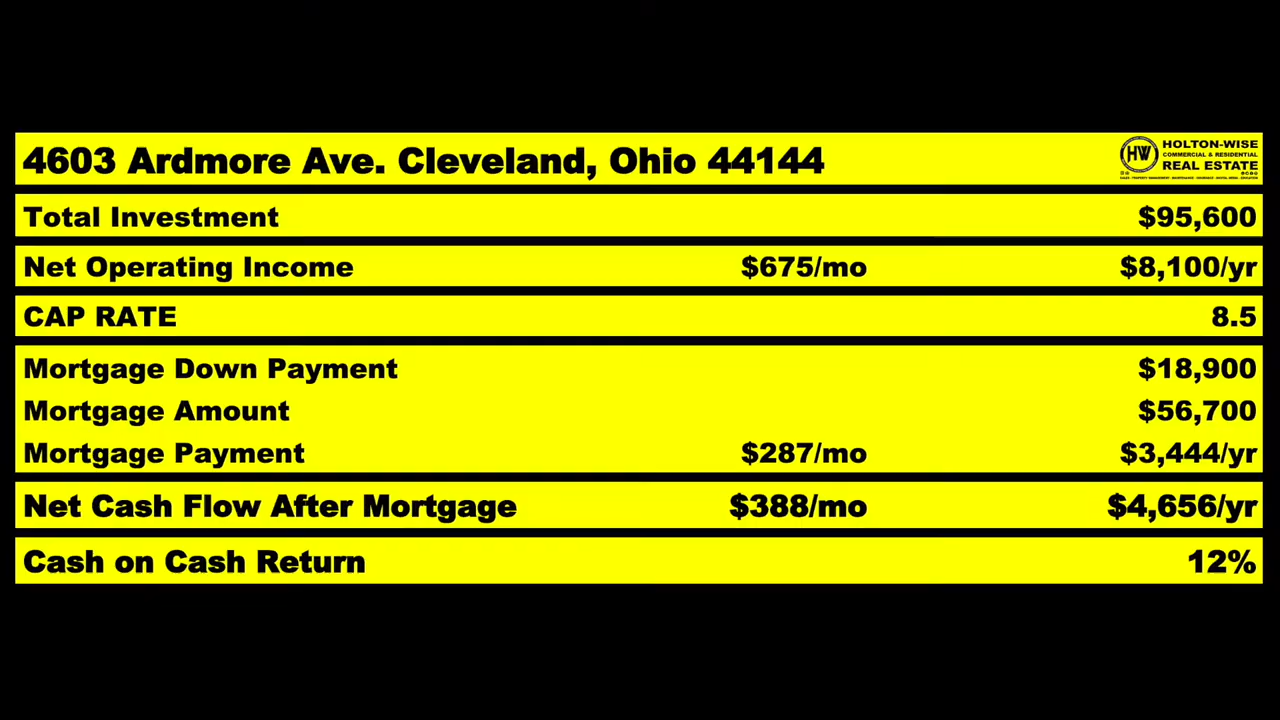 4603 Ardmore Ave. Cleveland, Ohio 44144
HW
HOLTON-WISE
COMMERCIAL & RESIDENTIAL
REAL ESTATE
Total Investment $95,600
Net Operating Income $675/mo $8,100/yr
CAP RATE 8.5
Mortgage Down Payment $18,900
Mortgage Amount $56,700
Mortgage Payment $287/mo $3,444/yr
Net Cash Flow After Mortgage $388/mo $4,656/yr
Cash on Cash Return 12%